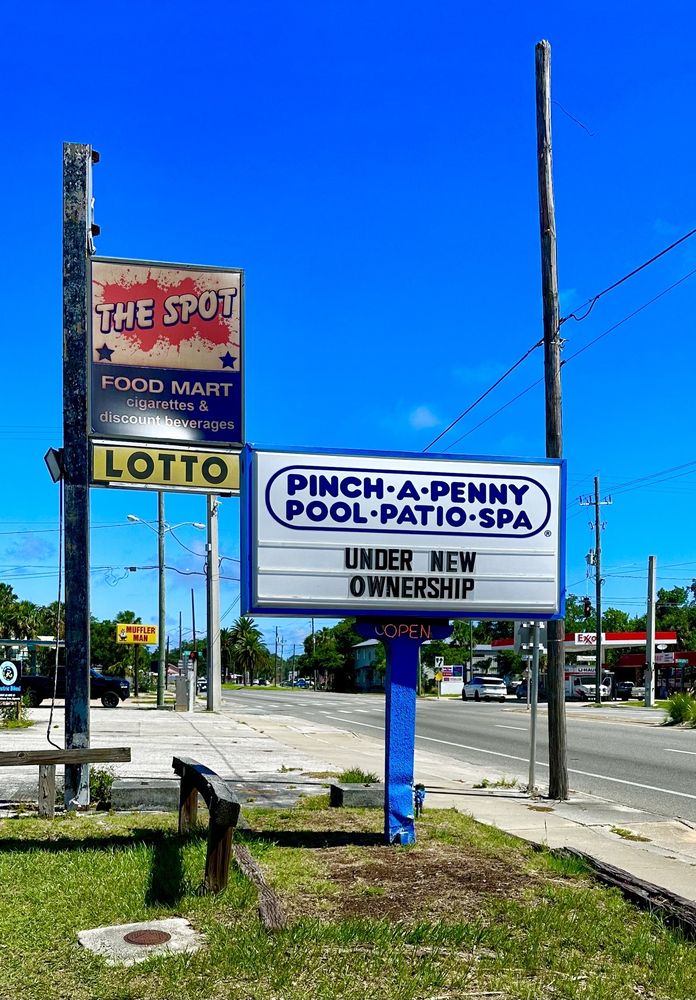 THE SPOT
FOOD MART
cigarettes &
discount beverages
LOTTO
PINCH·A·PENNY
POOL·PATIO·SPA®
UNDER NEW
OWNERSHIP
OPEN
MUFFLER
MAN
EXXON